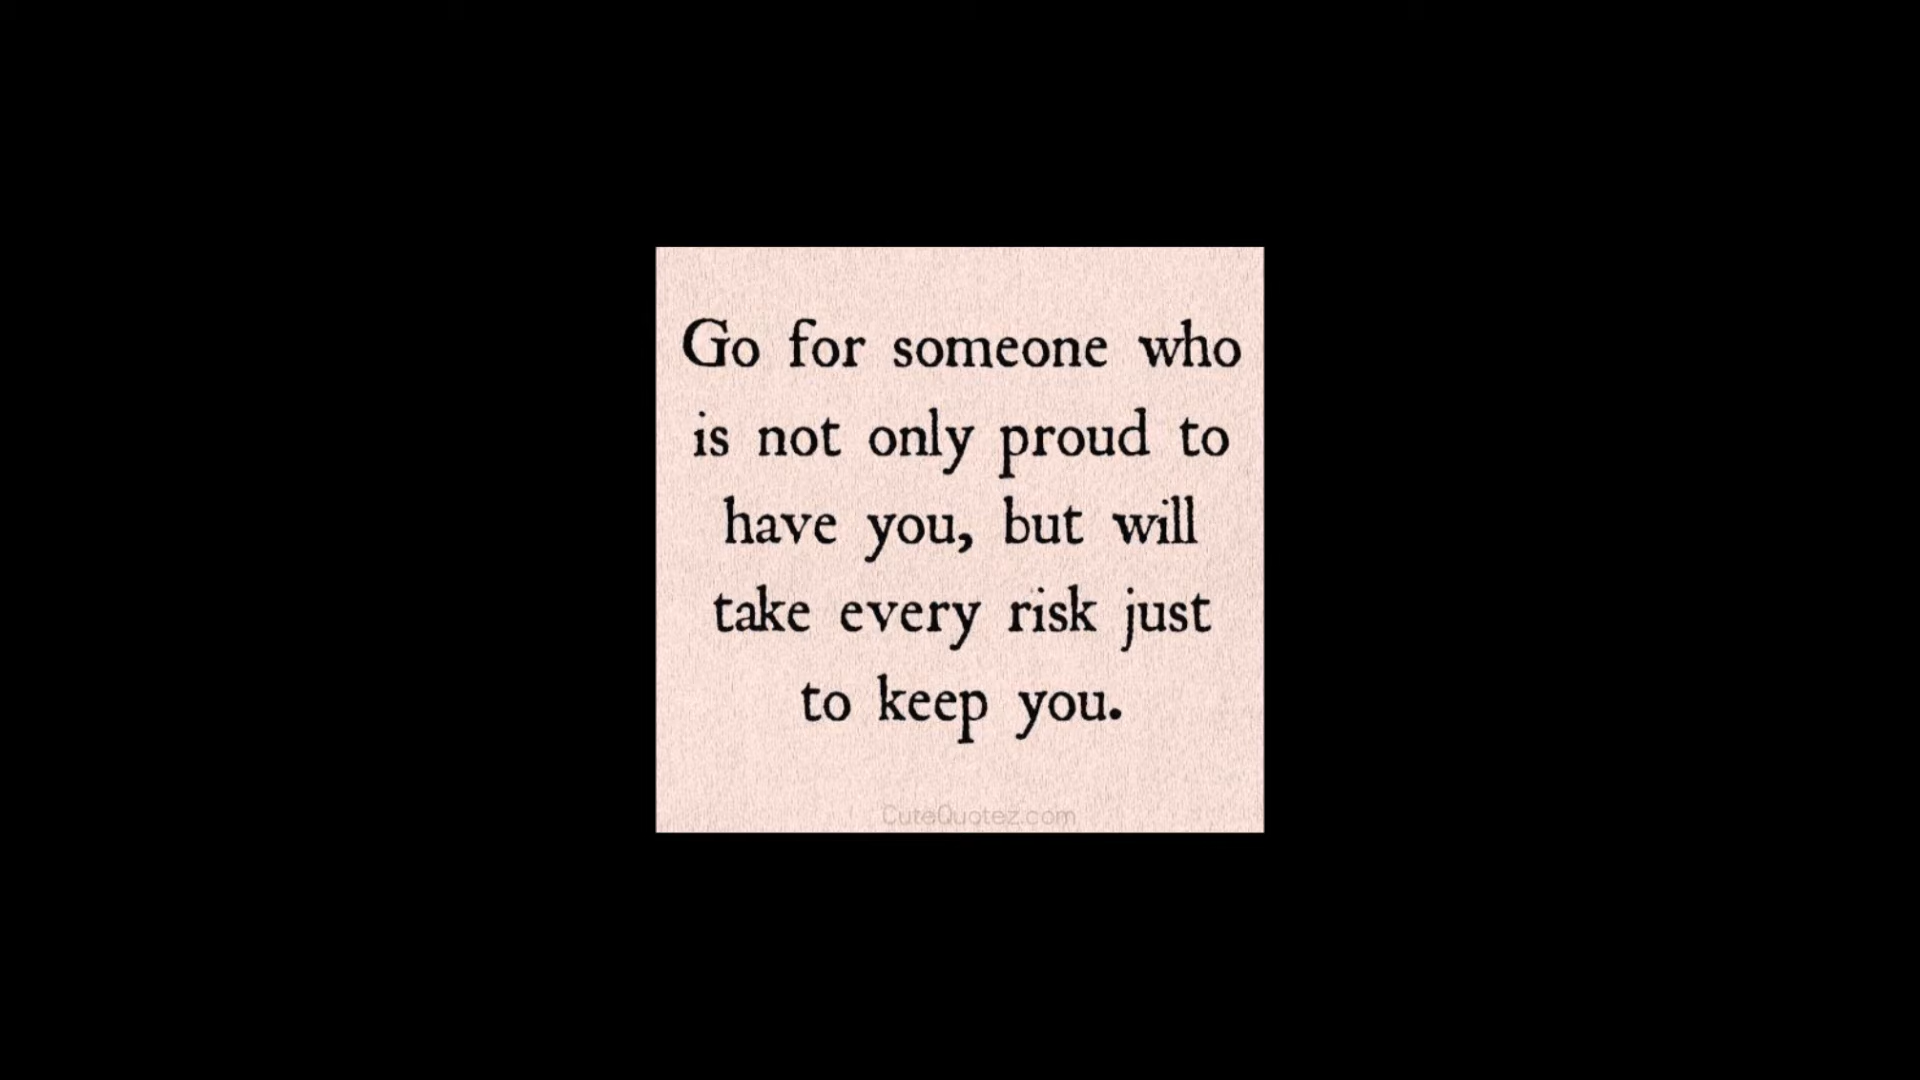 Go for someone who
is not only proud to
have you, but will
take every risk just
to keep you.
CuteQuotez.com